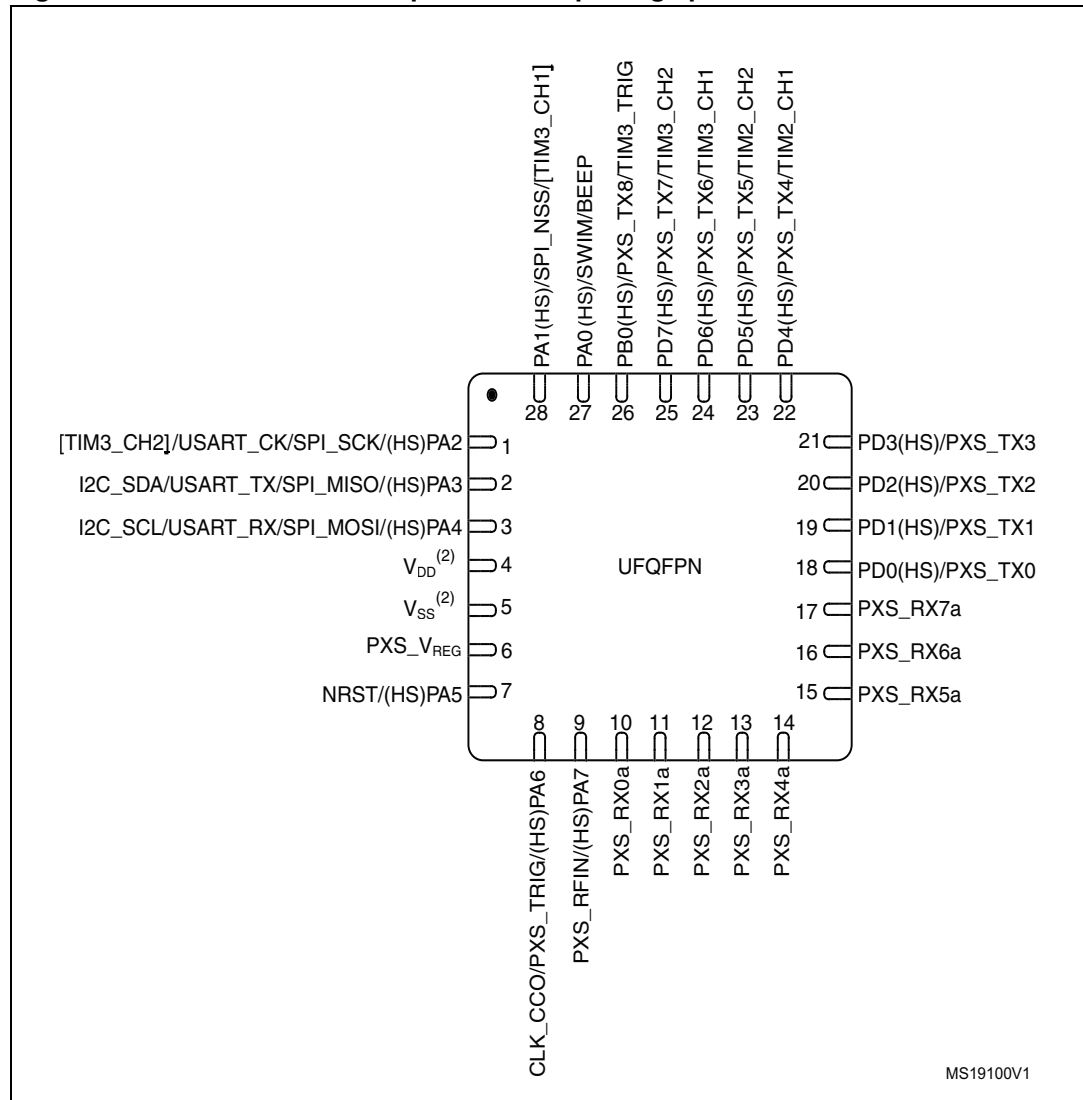 PA1(HS)/SPI_NSS/[TIM3_CH1]
PA0(HS)/SWIM/BEEP
PB0(HS)/PXS_TX8/TIM3_TRIG
PD7(HS)/PXS_TX7/TIM3_CH2
PD6(HS)/PXS_TX6/TIM3_CH1
PD5(HS)/PXS_TX5/TIM2_CH2
PD4(HS)/PXS_TX4/TIM2_CH1
28 27 26 25 24 23 22
[TIM3_CH2]/USART_CK/SPI_SCK/(HS)PA2 1
I2C_SDA/USART_TX/SPI_MISO/(HS)PA3 2
I2C_SCL/USART_RX/SPI_MOSI/(HS)PA4 3
VDD(2) 4
VSS(2) 5
PXS_VREG 6
NRST/(HS)PA5 7
UFQFPN
21 PD3(HS)/PXS_TX3
20 PD2(HS)/PXS_TX2
19 PD1(HS)/PXS_TX1
18 PD0(HS)/PXS_TX0
17 PXS_RX7a
16 PXS_RX6a
15 PXS_RX5a
8 9 10 11 12 13 14
CLK_CCO/PXS_TRIG/(HS)PA6
PXS_RFIN/(HS)PA7
PXS_RX0a
PXS_RX1a
PXS_RX2a
PXS_RX3a
PXS_RX4a
MS19100V1